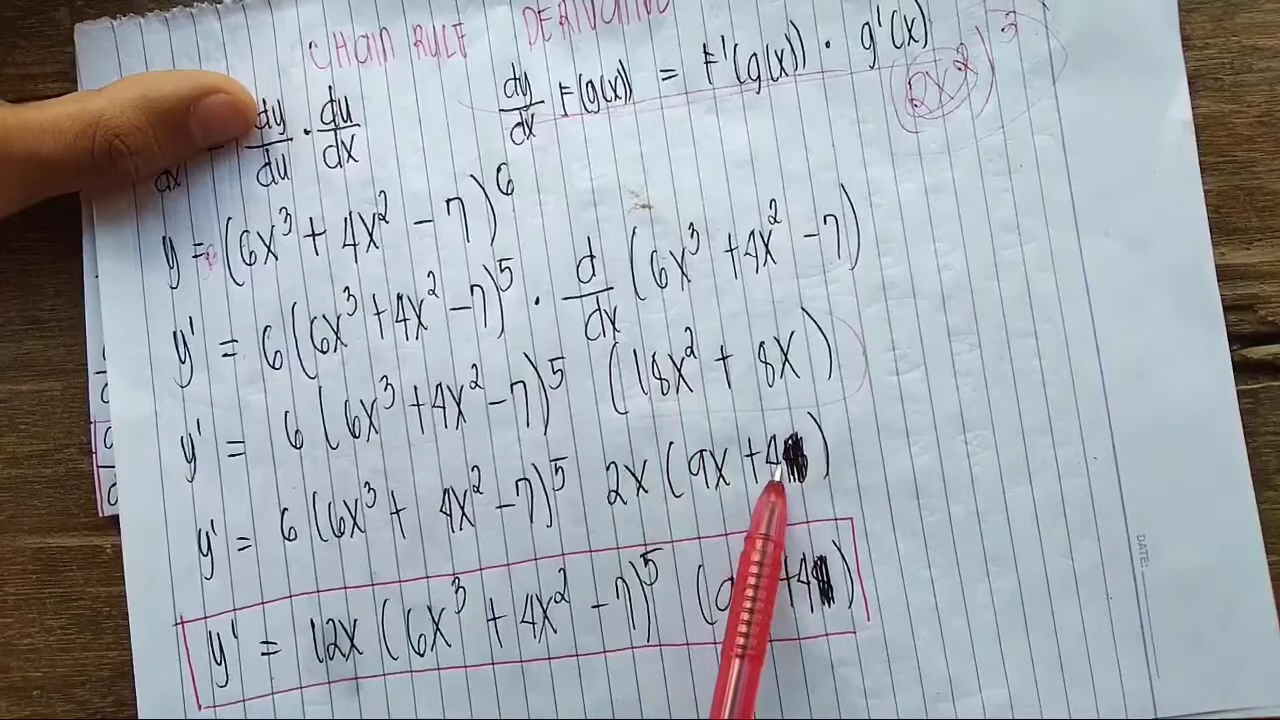 CHAIN RULE DERIVATIVE
dy/dx F(g(x)) = F'(g(x)) · g'(x)
(2x²)³
dy/du · du/dx
y = (6x³ + 4x² - 7)⁶
y' = 6(6x³ + 4x² - 7)⁵ · d/dx (6x³ + 4x² - 7)
y' = 6 (6x³ + 4x² - 7)⁵ (18x² + 8x)
y' = 6 (6x³ + 4x² - 7)⁵ 2x (9x + 4)
y' = 12x (6x³ + 4x² - 7)⁵ ( + 4)
DATE: